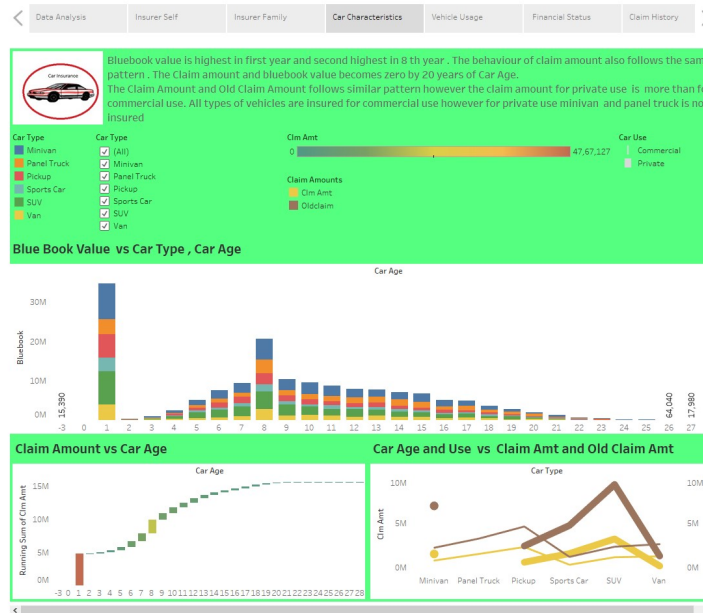 Data Analysis
Insurer Self
Insurer Family
Car Characteristics
Vehicle Usage
Financial Status
Claim History
Car Insurance
Bluebook value is highest in first year and second highest in 8 th year . The behaviour of claim amount also follows the sam
pattern . The Claim amount and bluebook value becomes zero by 20 years of Car Age.
The Claim Amount and Old Claim Amount follows similar pattern however the claim amount for private use is more than f
commercial use. All types of vehicles are insured for commercial use however for private use minivan and panel truck is no
insured
Car Type
Minivan
Panel Truck
Pickup
Sports Car
SUV
Van
Car Type
(All)
Minivan
Panel Truck
Pickup
Sports Car
SUV
Van
Clm Amt
0
47,67,127
Claim Amounts
Clm Amt
Oldclaim
Car Use
Commercial
Private
Blue Book Value vs Car Type , Car Age
Car Age
Bluebook
30M
20M
10M
0M
15,390
64,040
17,980
-3 0 1 2 3 4 5 6 7 8 9 10 11 12 13 14 15 16 17 18 19 20 21 22 23 24 25 26 27
Claim Amount vs Car Age
Car Age
Running Sum of Clm Amt
15M
10M
5M
0M
-3 0 1 2 3 4 5 6 7 8 9 10 11 12 13 14 15 16 17 18 19 20 21 22 23 24 25 26 27 28
Car Age and Use vs Claim Amt and Old Claim Amt
Car Type
Clm Amt
10M
5M
0M
10M
5M
0M
Minivan Panel Truck Pickup Sports Car SUV Van